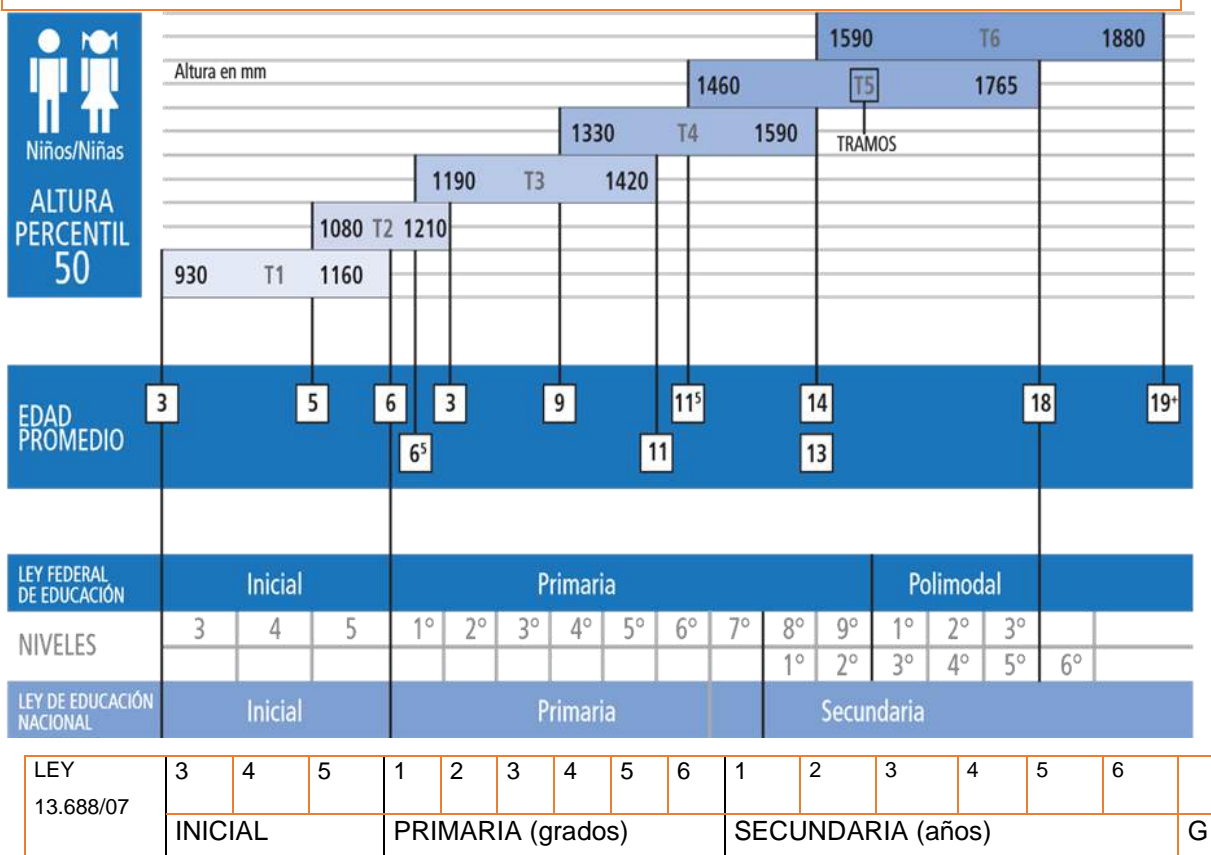 1590 T6 1880
Altura en mm
1460 T5 1765
1330 T4 1590
TRAMOS
Niños/Niñas
1190 T3 1420
ALTURA
PERCENTIL
50
1080 T2 1210
930 T1 1160
EDAD
PROMEDIO
3 5 6 3 9 11⁵ 14 18 19⁺
6⁵ 11 13
LEY FEDERAL
DE EDUCACIÓN
Inicial Primaria Polimodal
NIVELES
3 4 5 1° 2° 3° 4° 5° 6° 7° 8° 9° 1° 2° 3°
1° 2° 3° 4° 5° 6°
LEY DE EDUCACIÓN
NACIONAL
Inicial Primaria Secundaria
LEY
13.688/07
3 4 5 1 2 3 4 5 6 1 2 3 4 5 6
INICIAL PRIMARIA (grados) SECUNDARIA (años) G